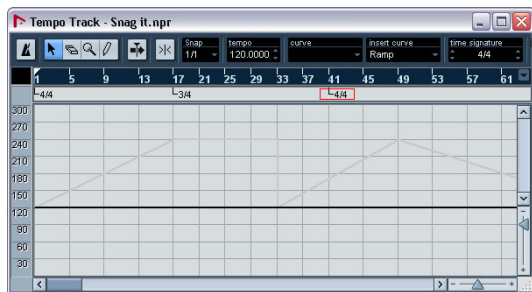 Tempo Track - Snag it.npr
Snap
1/1
tempo
120.0000
curve
insert curve
Ramp
time signature
4/4
1 5 9 13 17 21 25 29 33 37 41 45 49 53 57 61
4/4 3/4 4/4
300
270
240
210
180
150
120
90
60
30